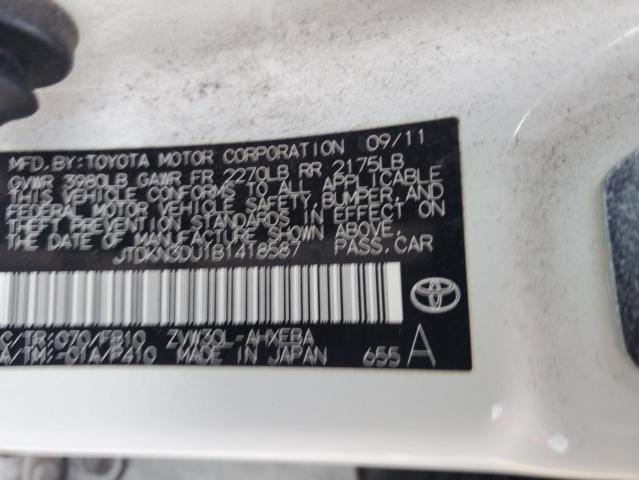 MFD. BY: TOYOTA MOTOR CORPORATION 09/11
GVWR 3980LB GAWR FR 2270LB RR 2175LB
THIS VEHICLE CONFORMS TO ALL APPLICABLE
FEDERAL MOTOR VEHICLE SAFETY, BUMPER, AND
THEFT PREVENTION STANDARDS IN EFFECT ON
THE DATE OF MANUFACTURE SHOWN ABOVE.
JTDKN3DU1B1416587 PASS. CAR
C/TR: 070/FB10 ZVW30L-AHXEBA
A/TM: -01A/P410 MADE IN JAPAN 655 A